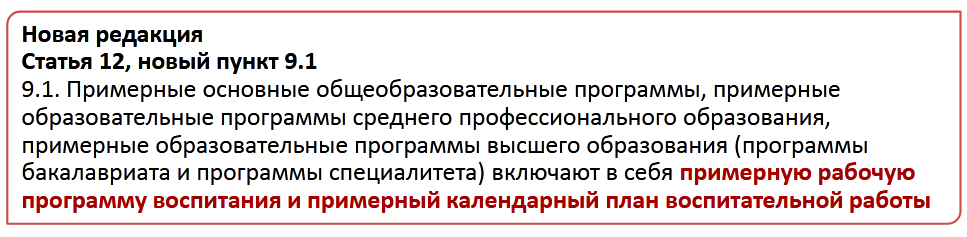 Новая редакция
Статья 12, новый пункт 9.1
9.1. Примерные основные общеобразовательные программы, примерные
образовательные программы среднего профессионального образования,
примерные образовательные программы высшего образования (программы
бакалавриата и программы специалитета) включают в себя примерную рабочую
программу воспитания и примерный календарный план воспитательной работы